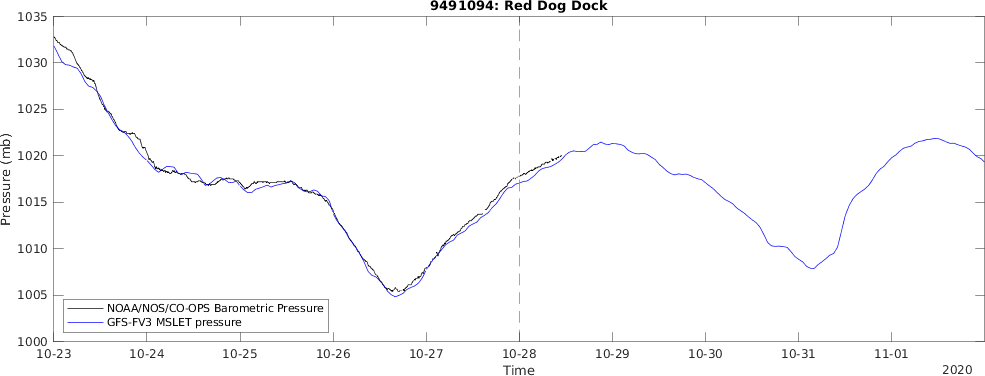 9491094: Red Dog Dock
Pressure (mb)
1035
1030
1025
1020
1015
1010
1005
1000
NOAA/NOS/CO-OPS Barometric Pressure
GFS-FV3 MSLET pressure
10-23 10-24 10-25 10-26 10-27 10-28 10-29 10-30 10-31 11-01
Time
2020